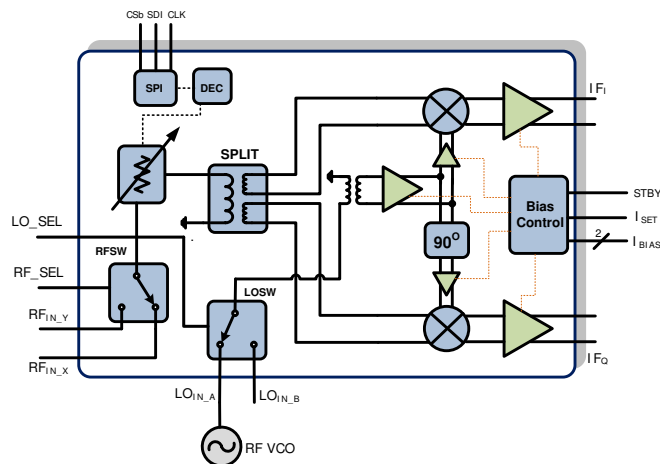 CSb SDI CLK
SPI
DEC
IF_I
SPLIT
STBY
Bias
Control
I_SET
LO_SEL
2
I_BIAS
90°
RFSW
RF_SEL
LOSW
RF_IN_Y
RF_IN_X
IF_Q
LO_IN_A
LO_IN_B
RF VCO